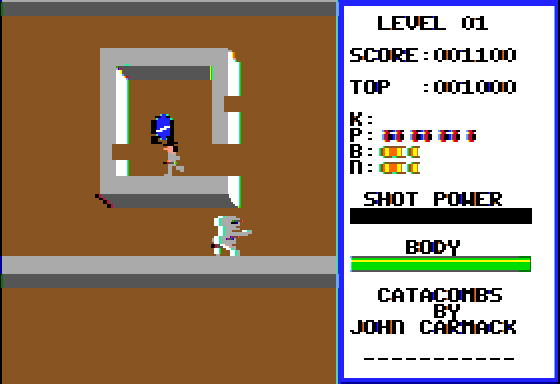 LEVEL 01
SCORE:001100
TOP :001000
K:
P:
B:
N:
SHOT POWER
BODY
CATACOMBS
BY
JOHN CARMACK
-----------